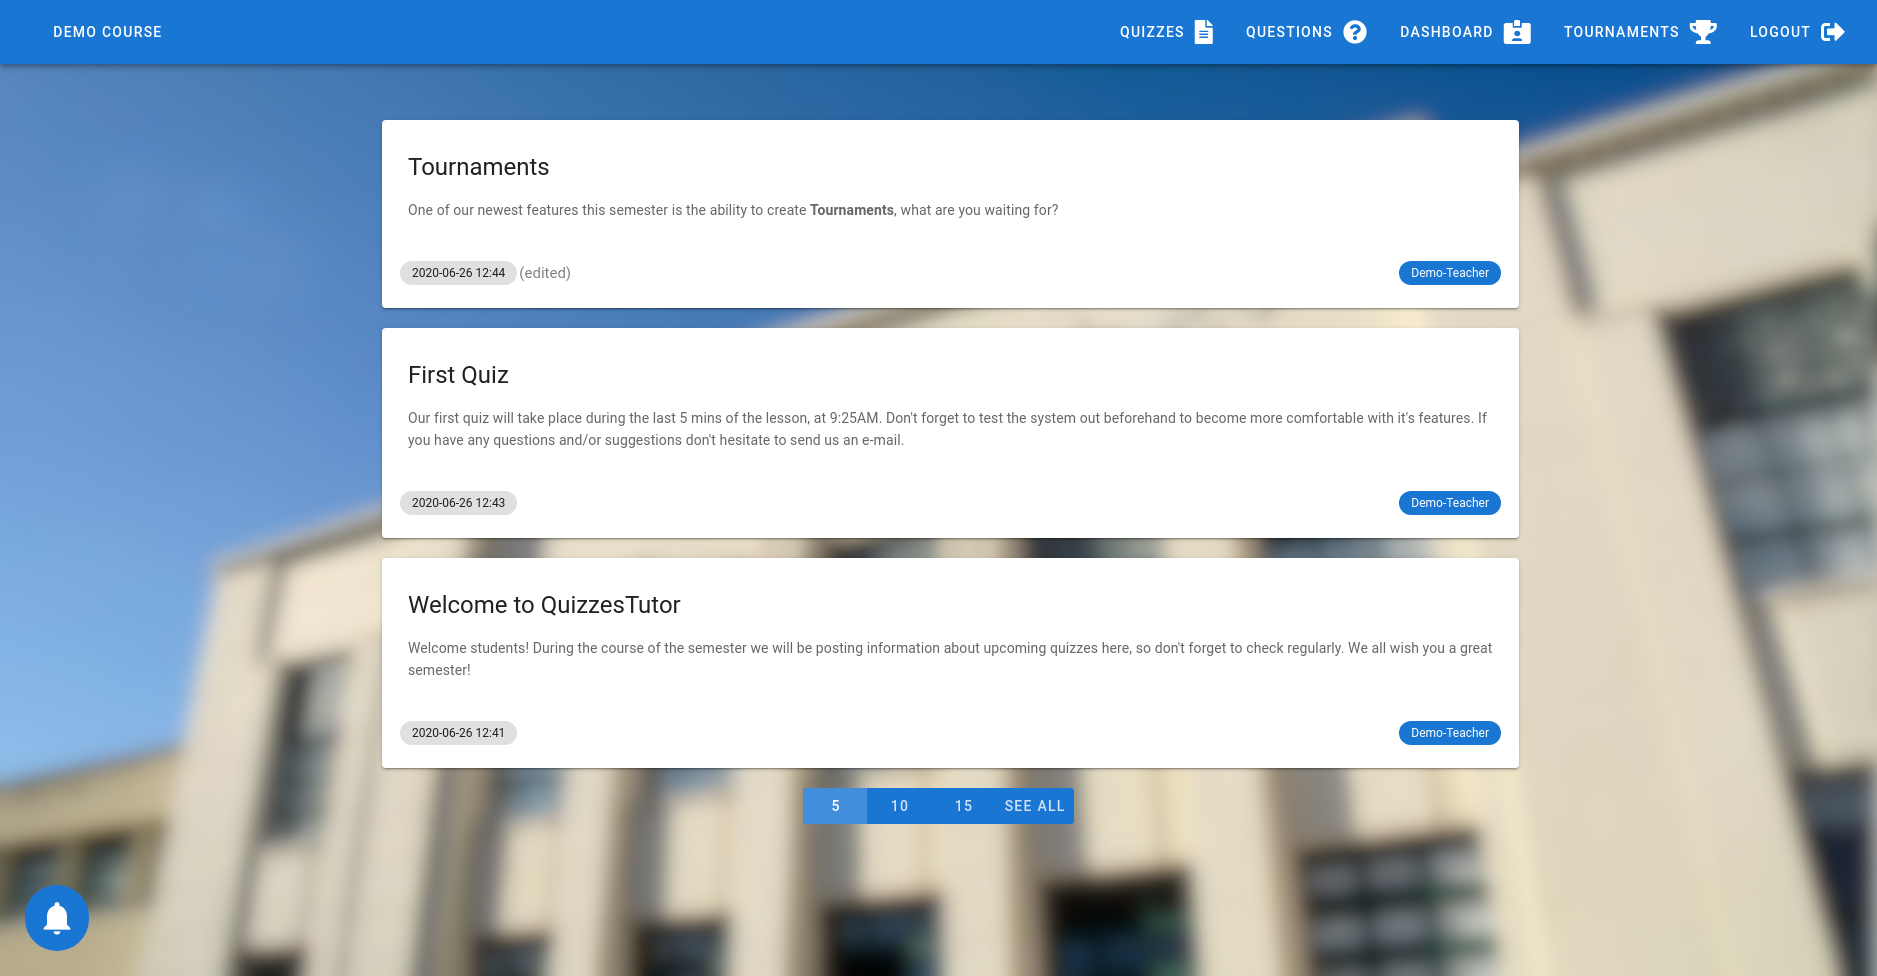 DEMO COURSE QUIZZES QUESTIONS DASHBOARD TOURNAMENTS LOGOUT
Tournaments
One of our newest features this semester is the ability to create Tournaments, what are you waiting for?
2020-06-26 12:44 (edited) Demo-Teacher
First Quiz
Our first quiz will take place during the last 5 mins of the lesson, at 9:25AM. Don't forget to test the system out beforehand to become more comfortable with it's features. If
you have any questions and/or suggestions don't hesitate to send us an e-mail.
2020-06-26 12:43 Demo-Teacher
Welcome to QuizzesTutor
Welcome students! During the course of the semester we will be posting information about upcoming quizzes here, so don't forget to check regularly. We all wish you a great
semester!
2020-06-26 12:41 Demo-Teacher
5 10 15 SEE ALL